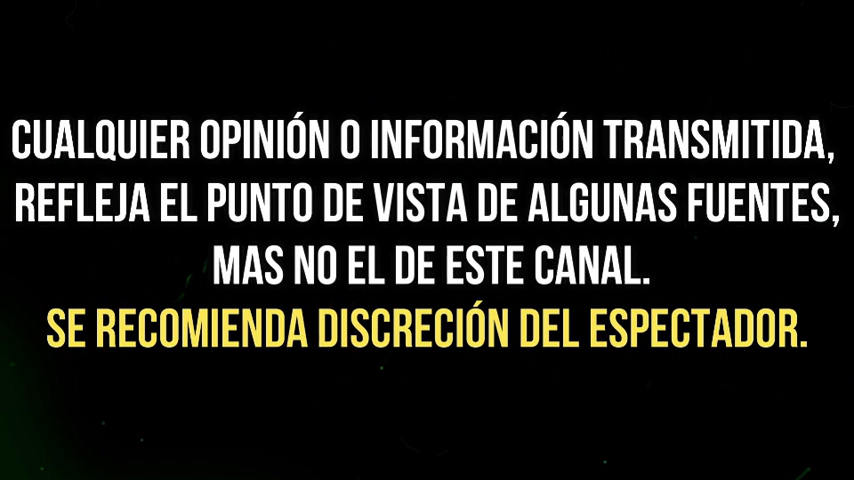 CUALQUIER OPINIÓN O INFORMACIÓN TRANSMITIDA,
REFLEJA EL PUNTO DE VISTA DE ALGUNAS FUENTES,
MAS NO EL DE ESTE CANAL.
SE RECOMIENDA DISCRECIÓN DEL ESPECTADOR.